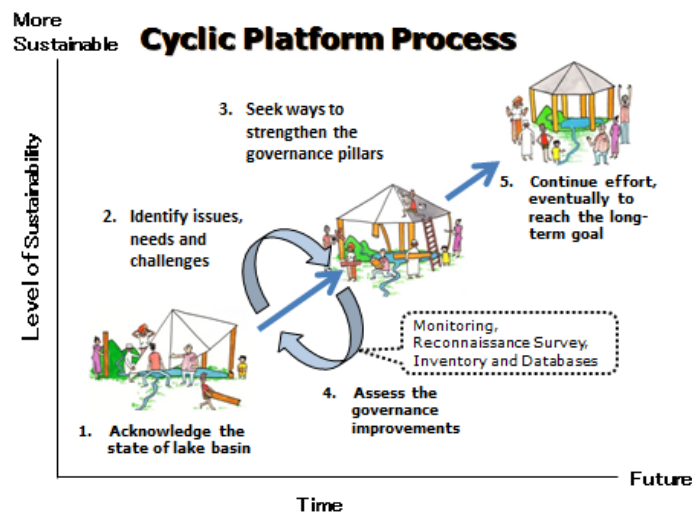 More
Sustainable
Cyclic Platform Process
Level of Sustainability
3. Seek ways to
strengthen the
governance pillars
2. Identify issues,
needs and
challenges
5. Continue effort,
eventually to
reach the long-
term goal
Monitoring,
Reconnaissance Survey,
Inventory and Databases
4. Assess the
governance
improvements
1. Acknowledge the
state of lake basin
Future
Time